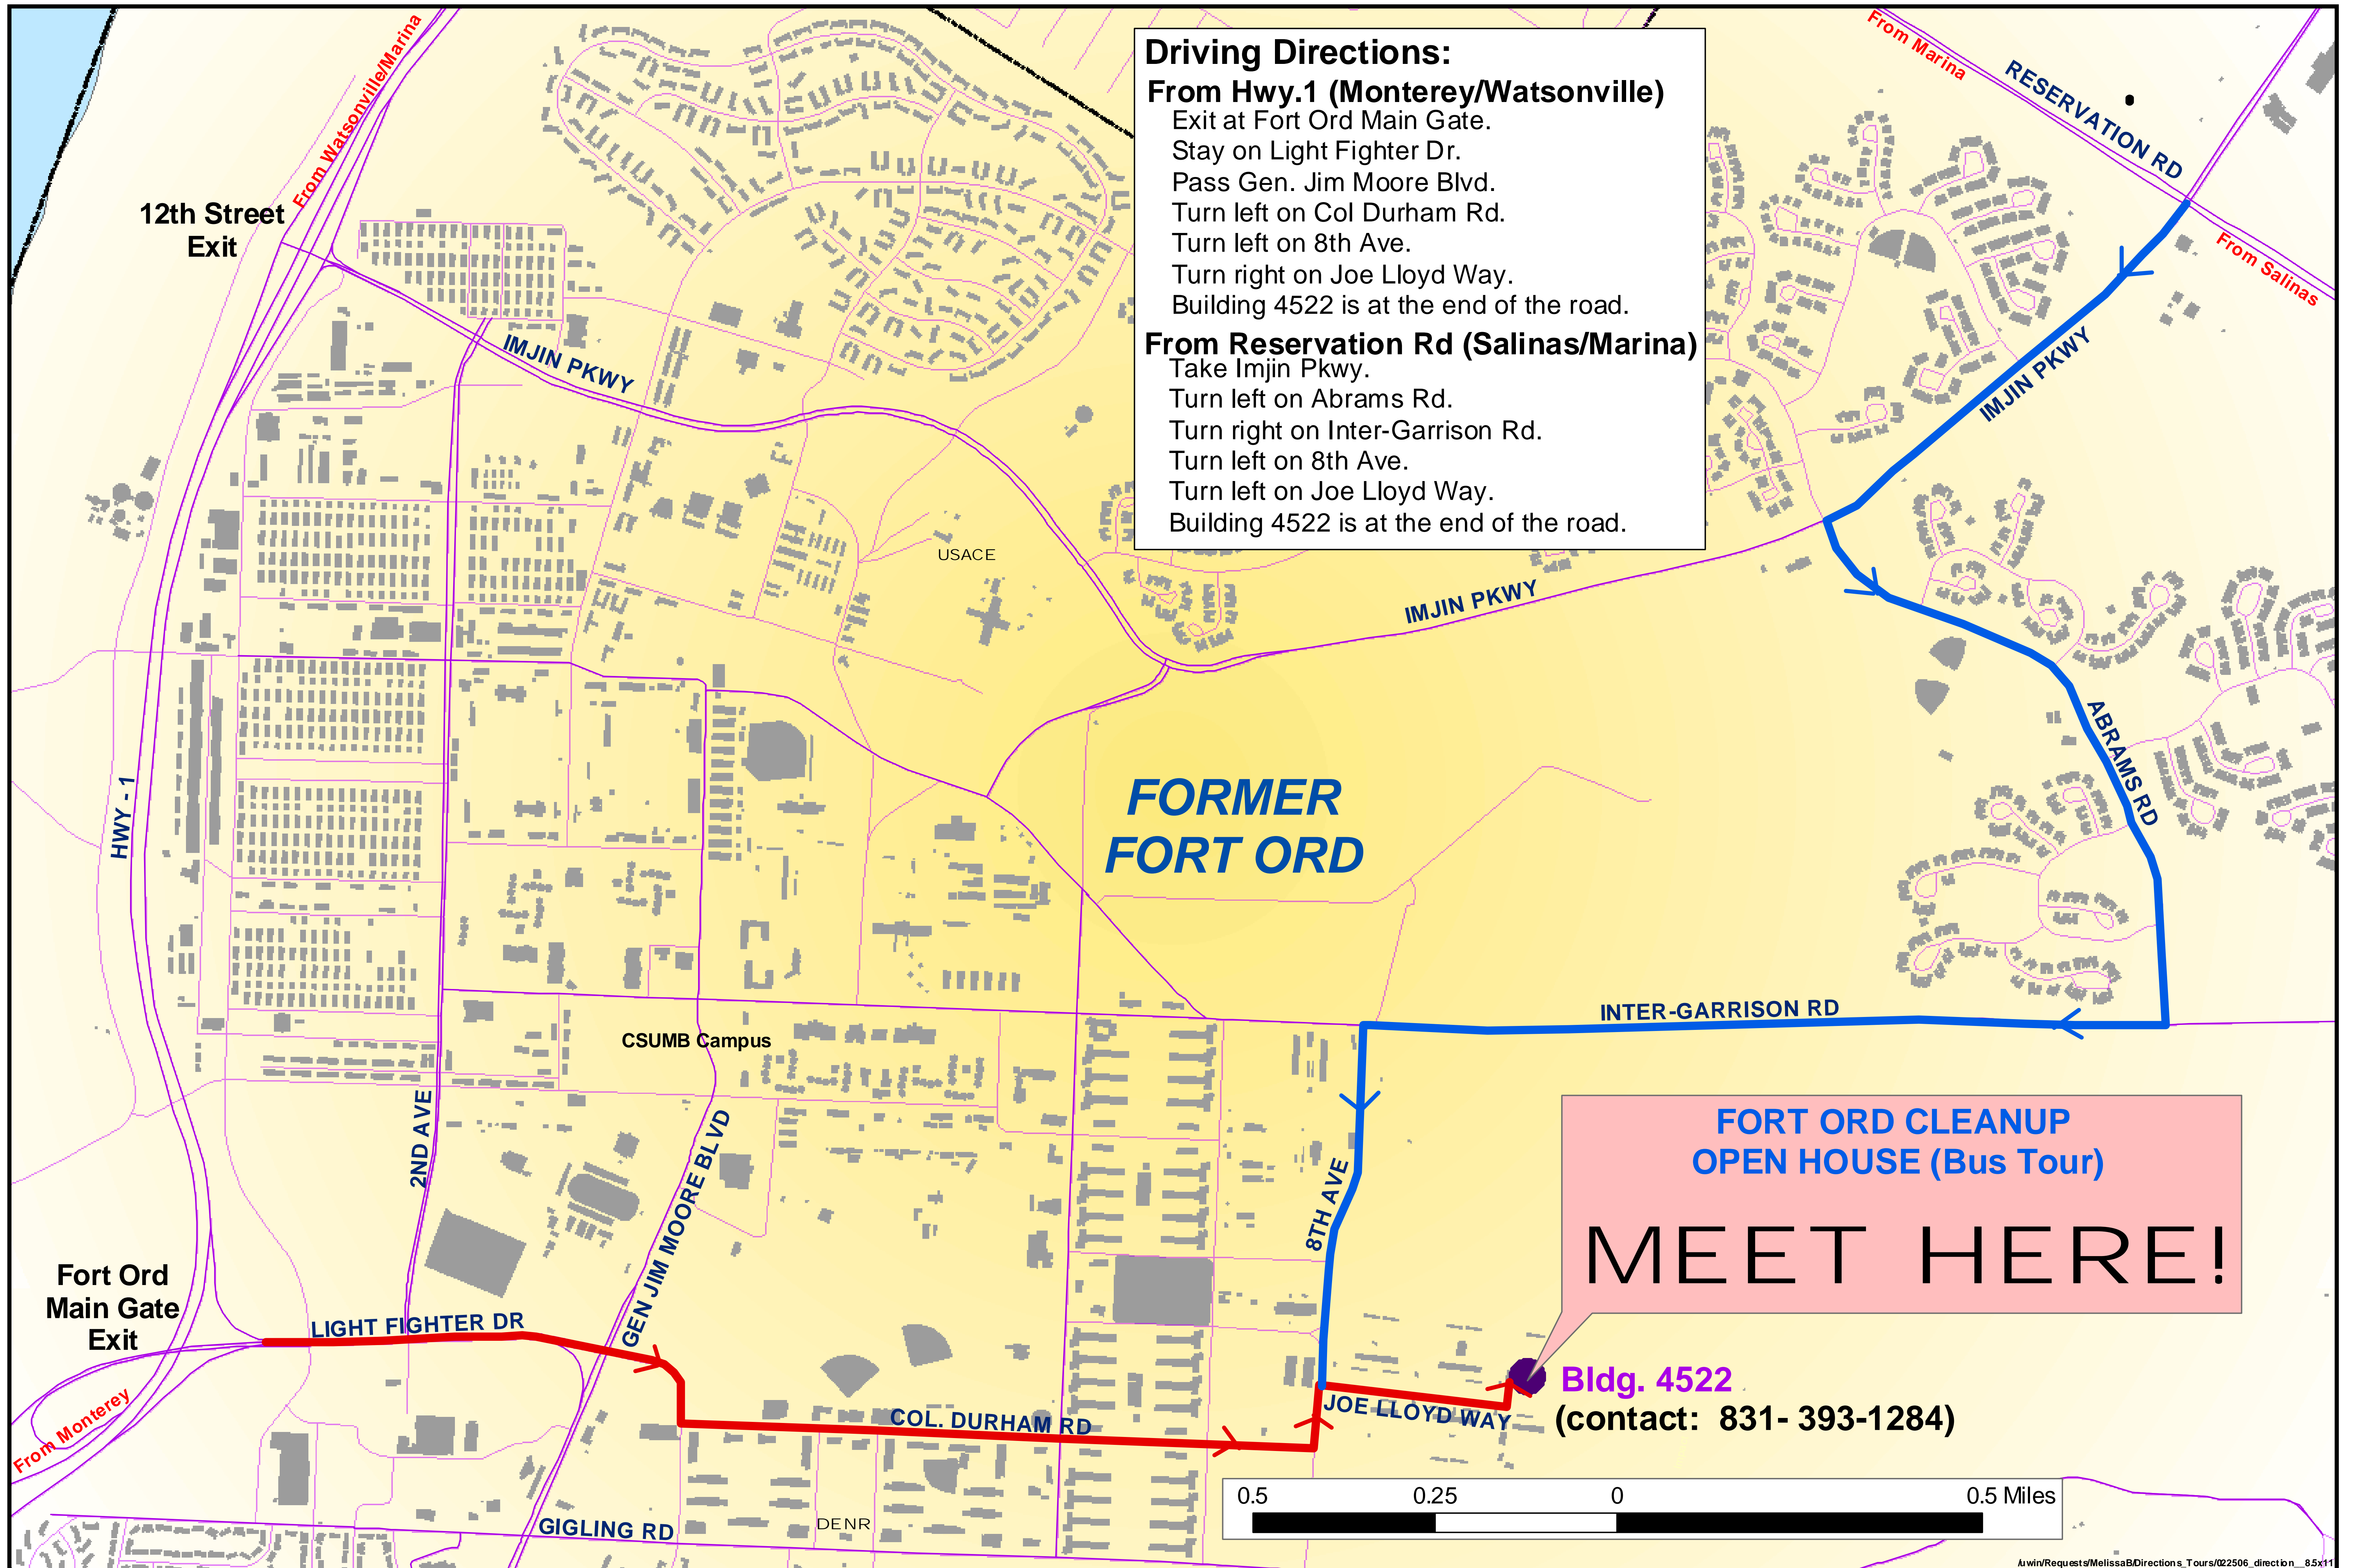 Driving Directions:
From Hwy.1 (Monterey/Watsonville)
Exit at Fort Ord Main Gate.
Stay on Light Fighter Dr.
Pass Gen. Jim Moore Blvd.
Turn left on Col Durham Rd.
Turn left on 8th Ave.
Turn right on Joe Lloyd Way.
Building 4522 is at the end of the road.
From Reservation Rd (Salinas/Marina)
Take Imjin Pkwy.
Turn left on Abrams Rd.
Turn right on Inter-Garrison Rd.
Turn left on 8th Ave.
Turn left on Joe Lloyd Way.
Building 4522 is at the end of the road.
From Watsonville/Marina
From Marina
RESERVATION RD
From Salinas
12th Street
Exit
IMJIN PKWY
IMJIN PKWY
USACE
IMJIN PKWY
ABRAMS RD
HWY - 1
FORMER
FORT ORD
INTER-GARRISON RD
CSUMB Campus
2ND AVE
GEN JIM MOORE BLVD
8TH AVE
FORT ORD CLEANUP
OPEN HOUSE (Bus Tour)
MEET HERE!
Fort Ord
Main Gate
Exit
LIGHT FIGHTER DR
From Monterey
COL. DURHAM RD
JOE LLOYD WAY
Bldg. 4522
(contact: 831- 393-1284)
GIGLING RD
DENR
0.5 0.25 0 0.5 Miles
/uwin/Requests/MelissaB/Directions_Tours/022506_direction__8.5x11